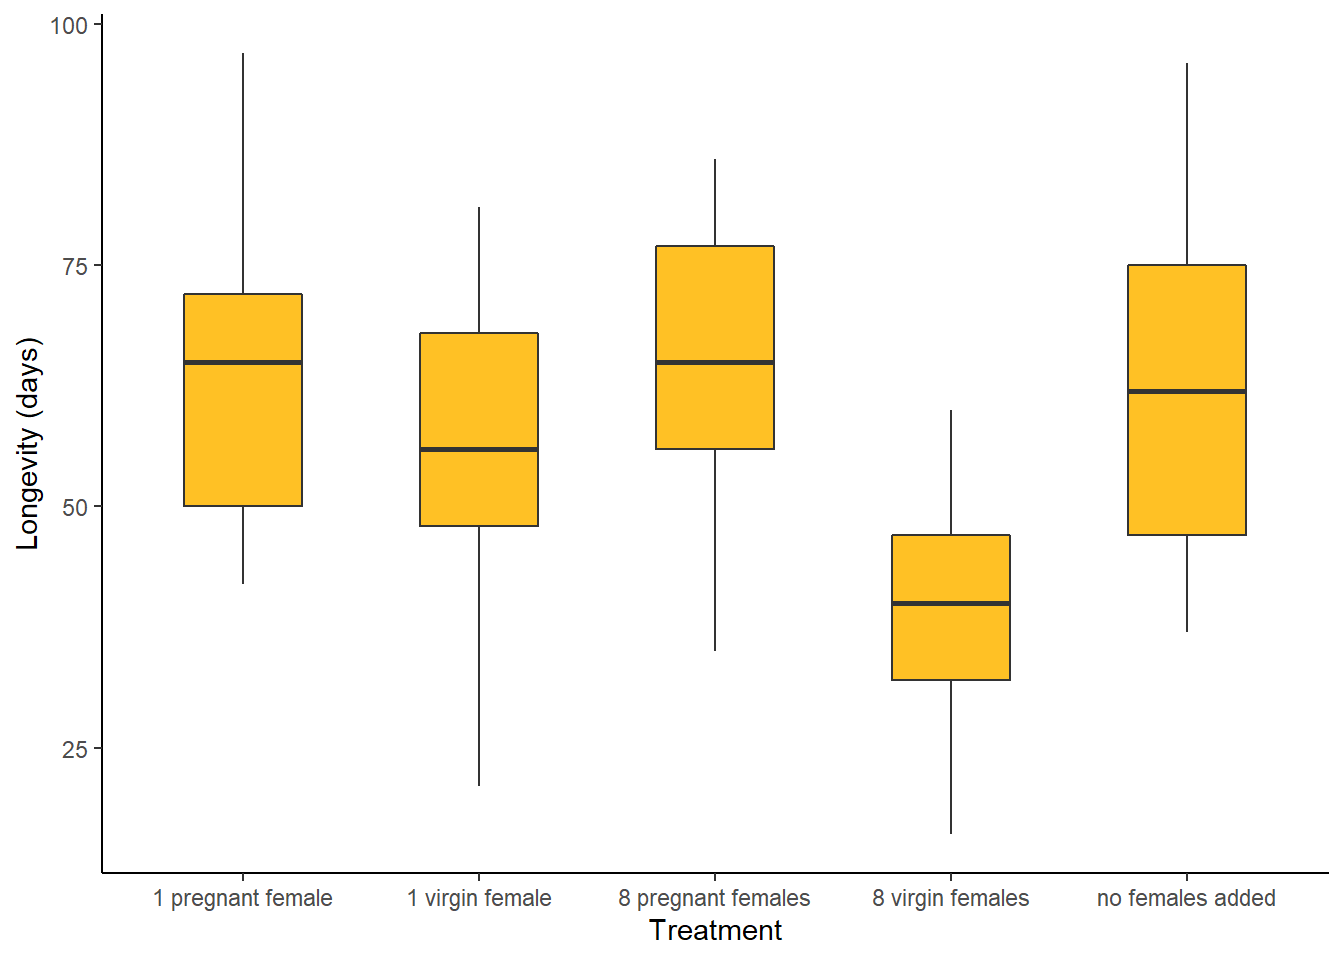 100
75
50
25
Longevity (days)
1 pregnant female
1 virgin female
8 pregnant females
8 virgin females
no females added
Treatment